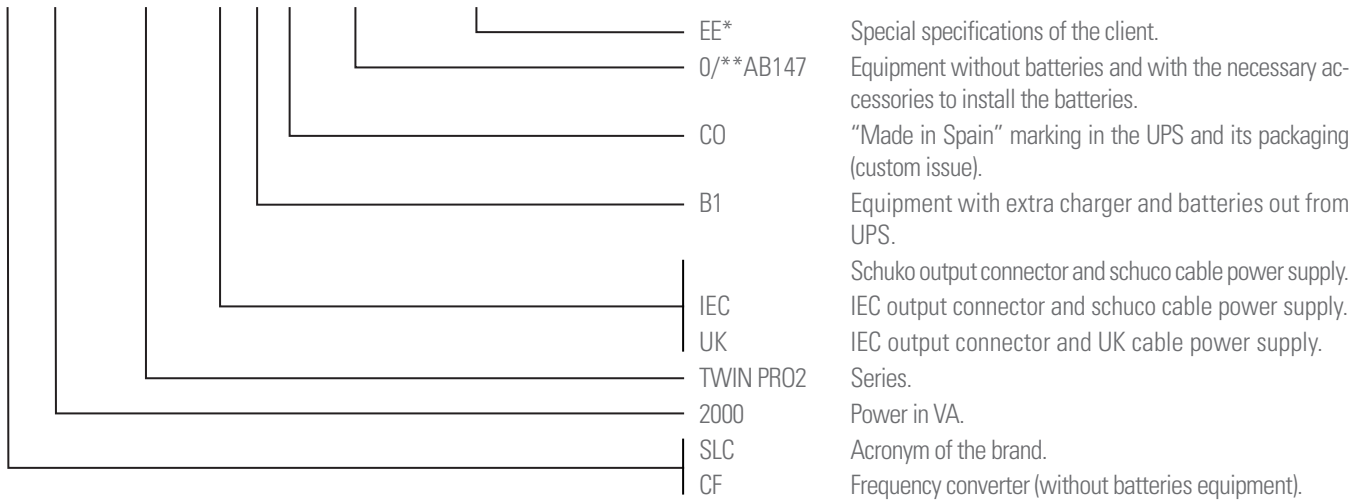 EE* Special specifications of the client.
0/**AB147 Equipment without batteries and with the necessary ac-
cessories to install the batteries.
CO “Made in Spain” marking in the UPS and its packaging
(custom issue).
B1 Equipment with extra charger and batteries out from
UPS.
Schuko output connector and schuco cable power supply.
IEC IEC output connector and schuco cable power supply.
UK IEC output connector and UK cable power supply.
TWIN PRO2 Series.
2000 Power in VA.
SLC Acronym of the brand.
CF Frequency converter (without batteries equipment).